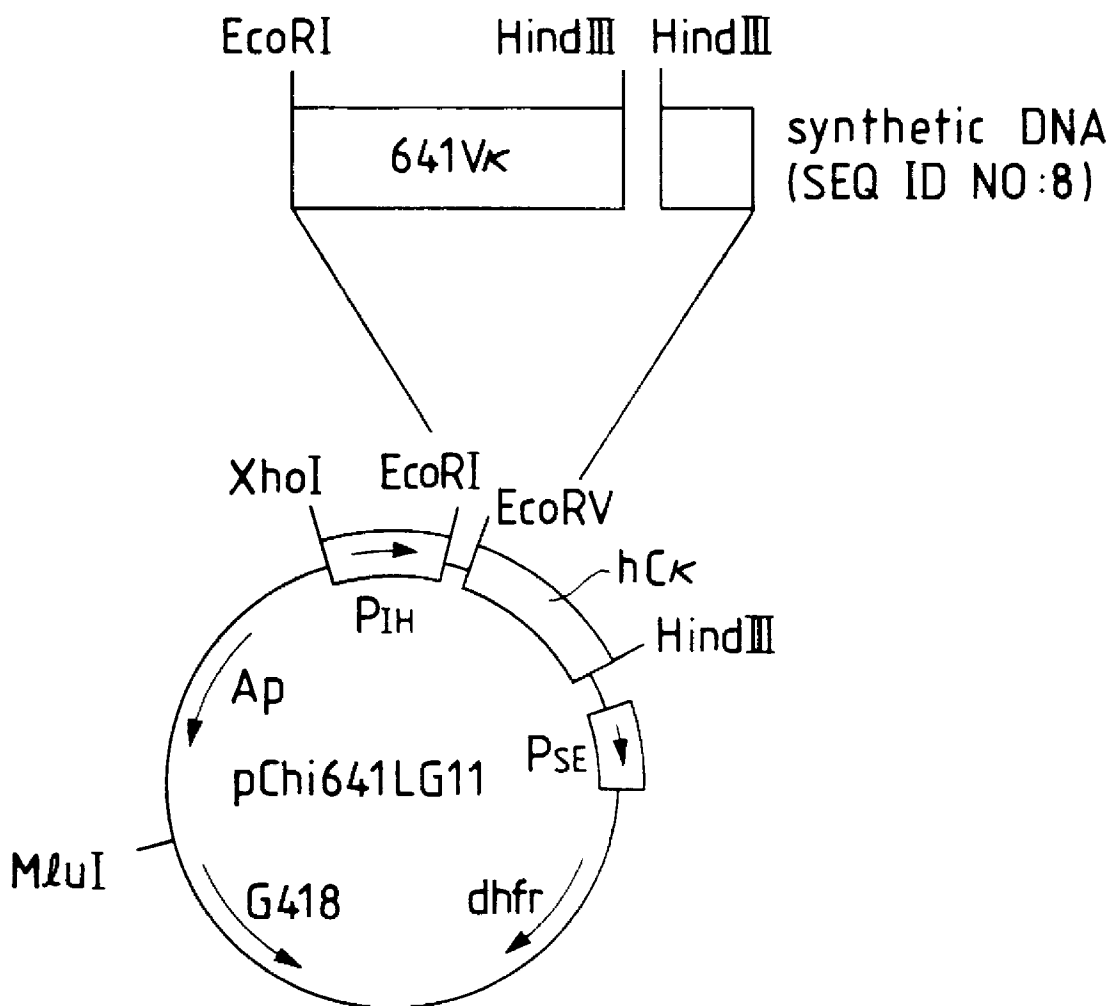 EcoRI HindIII HindIII
641Vκ
synthetic DNA
(SEQ ID NO:8)
XhoI EcoRI
EcoRV
hCκ
PIH
HindIII
Ap
PSE
pChi641LG11
MluI
G418
dhfr